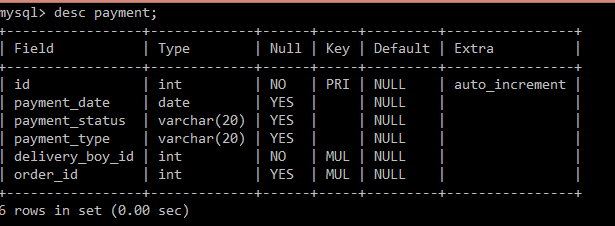 mysql> desc payment;
+-----------------+-------------+------+-----+---------+----------------+
| Field           | Type        | Null | Key | Default | Extra          |
+-----------------+-------------+------+-----+---------+----------------+
| id              | int         | NO   | PRI | NULL    | auto_increment |
| payment_date    | date        | YES  |     | NULL    |                |
| payment_status  | varchar(20) | YES  |     | NULL    |                |
| payment_type    | varchar(20) | YES  |     | NULL    |                |
| delivery_boy_id | int         | NO   | MUL | NULL    |                |
| order_id        | int         | YES  | MUL | NULL    |                |
+-----------------+-------------+------+-----+---------+----------------+
6 rows in set (0.00 sec)